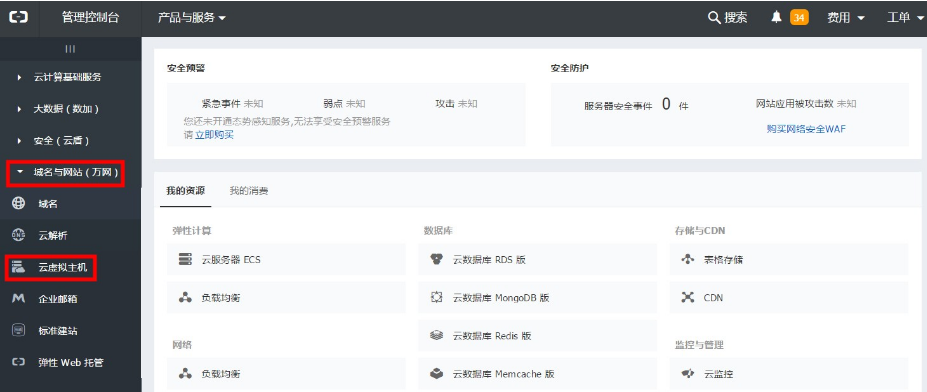 管理控制台 产品与服务 搜索 34 费用 工单
云计算基础服务
大数据（数加）
安全（云盾）
域名与网站（万网）
域名
云解析
云虚拟主机
企业邮箱
标准建站
弹性 Web 托管
安全预警
紧急事件 未知 弱点 未知 攻击 未知
您还未开通态势感知服务,无法享受安全预警服务
请 立即购买
安全防护
服务器安全事件 0 件 网站应用被攻击数 未知
购买网络安全WAF
我的资源 我的消费
弹性计算
云服务器 ECS
负载均衡
网络
负载均衡
数据库
云数据库 RDS 版
云数据库 MongoDB 版
云数据库 Redis 版
云数据库 Memcache 版
存储与CDN
表格存储
CDN
监控与管理
云监控